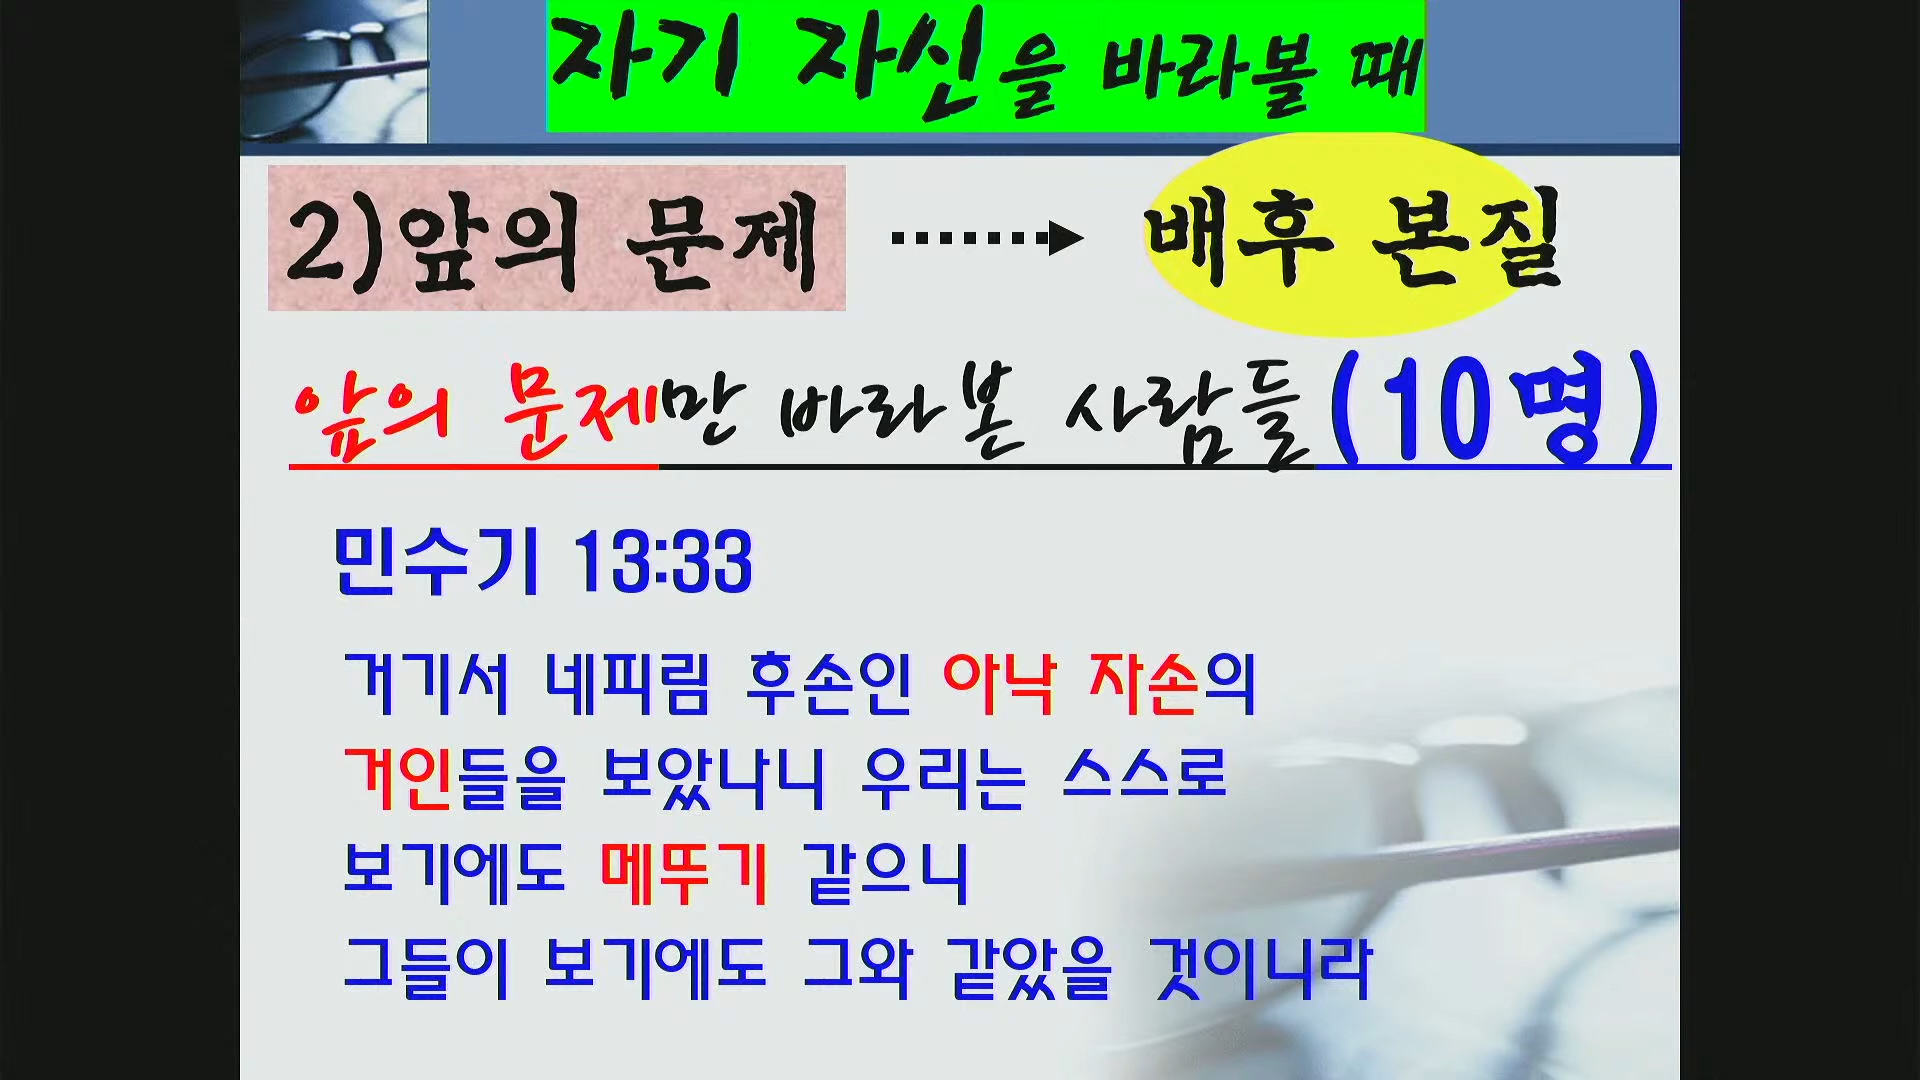 자기 자신을 바라볼 때
2)앞의 문제 배후 본질
앞의 문제만 바라본 사람들(10명)
민수기 13:33
거기서 네피림 후손인 아낙 자손의
거인들을 보았나니 우리는 스스로
보기에도 메뚜기 같으니
그들이 보기에도 그와 같았을 것이니라